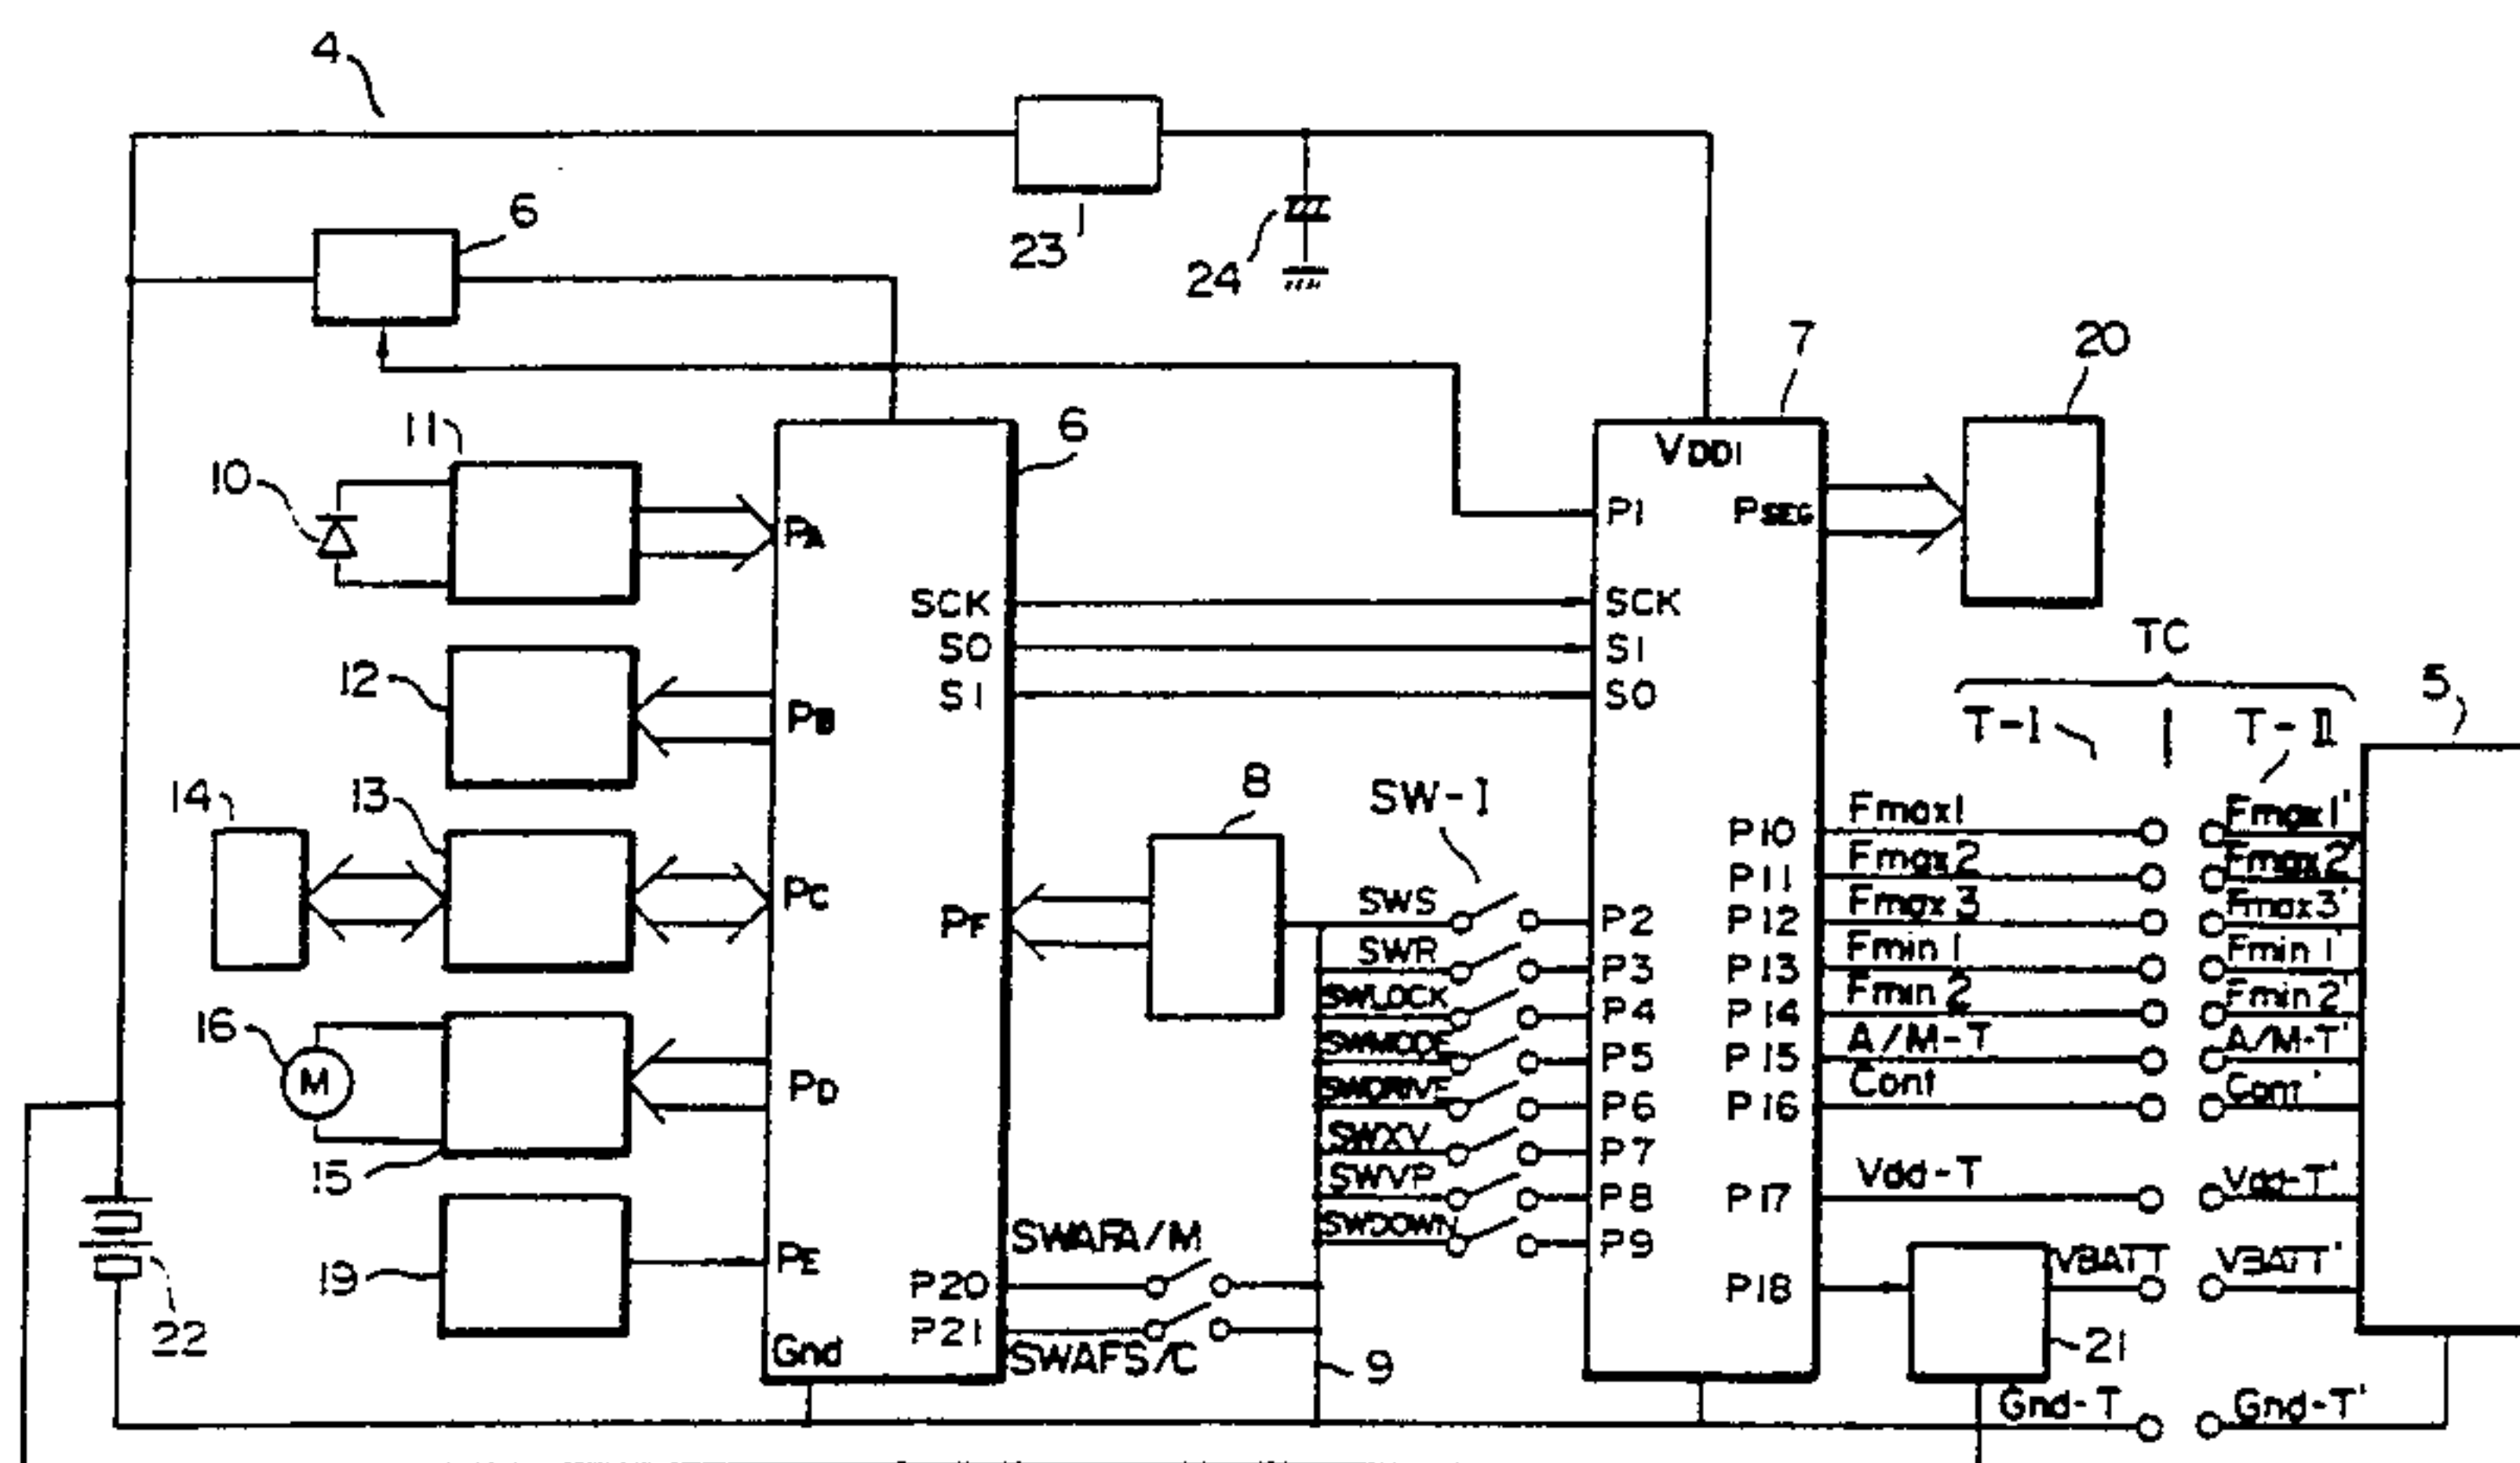 4
6
23
24
7
20
11
10
6
VDD1
P1
PSEG
PA
SCK
SCK
TC
12
SO
SI
5
SI
SO
T-I
T-II
PB
8
SW-I
14
13
Fmax1
Fmax1'
P10
Fmax2
Fmax2'
P11
PC
PF
SWS
P2
P12
Fmax3
Fmax3'
SWR
P3
P13
Fmin1
Fmin1'
SWLOCK
P4
P14
Fmin2
Fmin2'
16
SWMODE
P5
P15
A/M-T
A/M-T'
M
PD
SWDRIVE
P6
P16
Cont
Cont'
15
SWXV
P7
SWVP
P8
P17
Vdd-T
Vdd-T'
SWDOWN
P9
19
PE
SWAFA/M
P20
P18
VBATT
VBATT'
22
P21
SWAFS/C
Gnd
9
21
Gnd-T
Gnd-T'